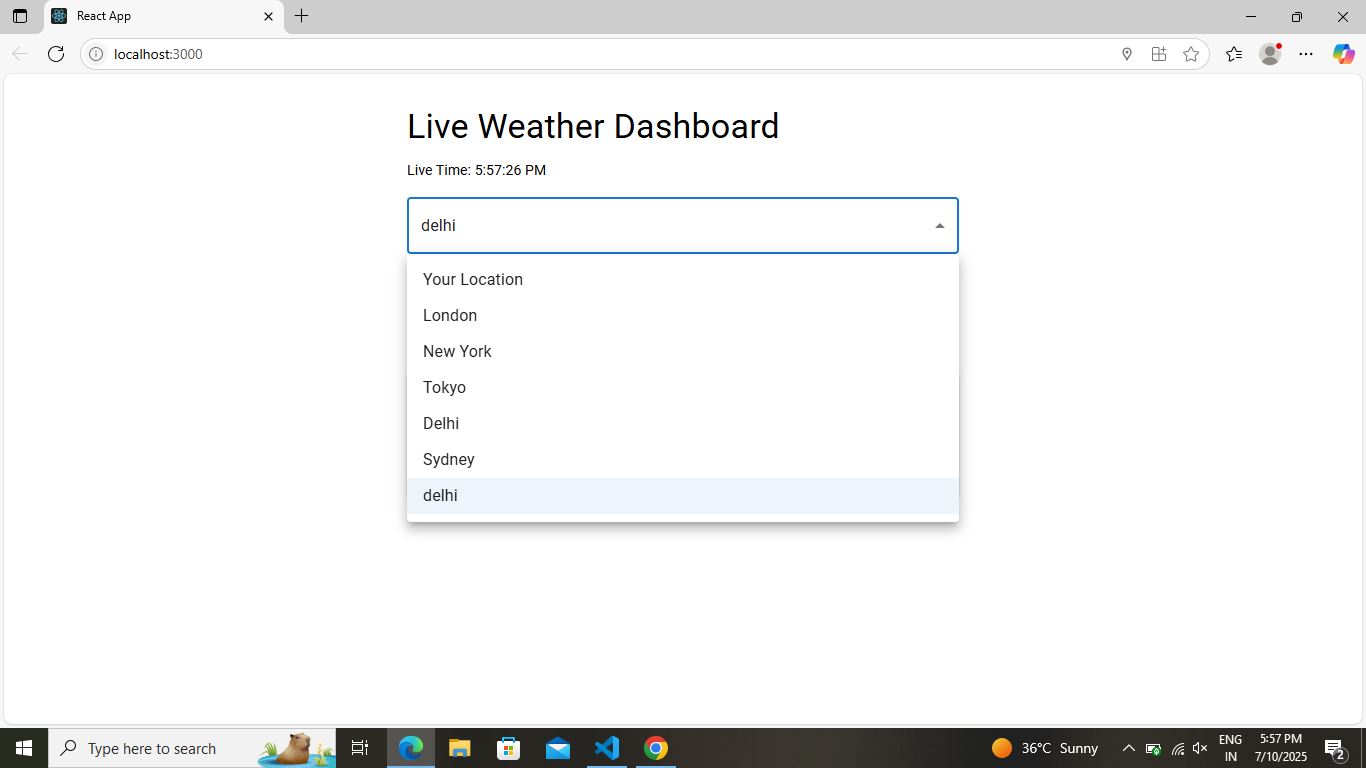 React App
localhost:3000
Live Weather Dashboard
Live Time: 5:57:26 PM
delhi
Your Location
London
New York
Tokyo
Delhi
Sydney
delhi
Type here to search
36°C Sunny
ENG
IN
5:57 PM
7/10/2025
2